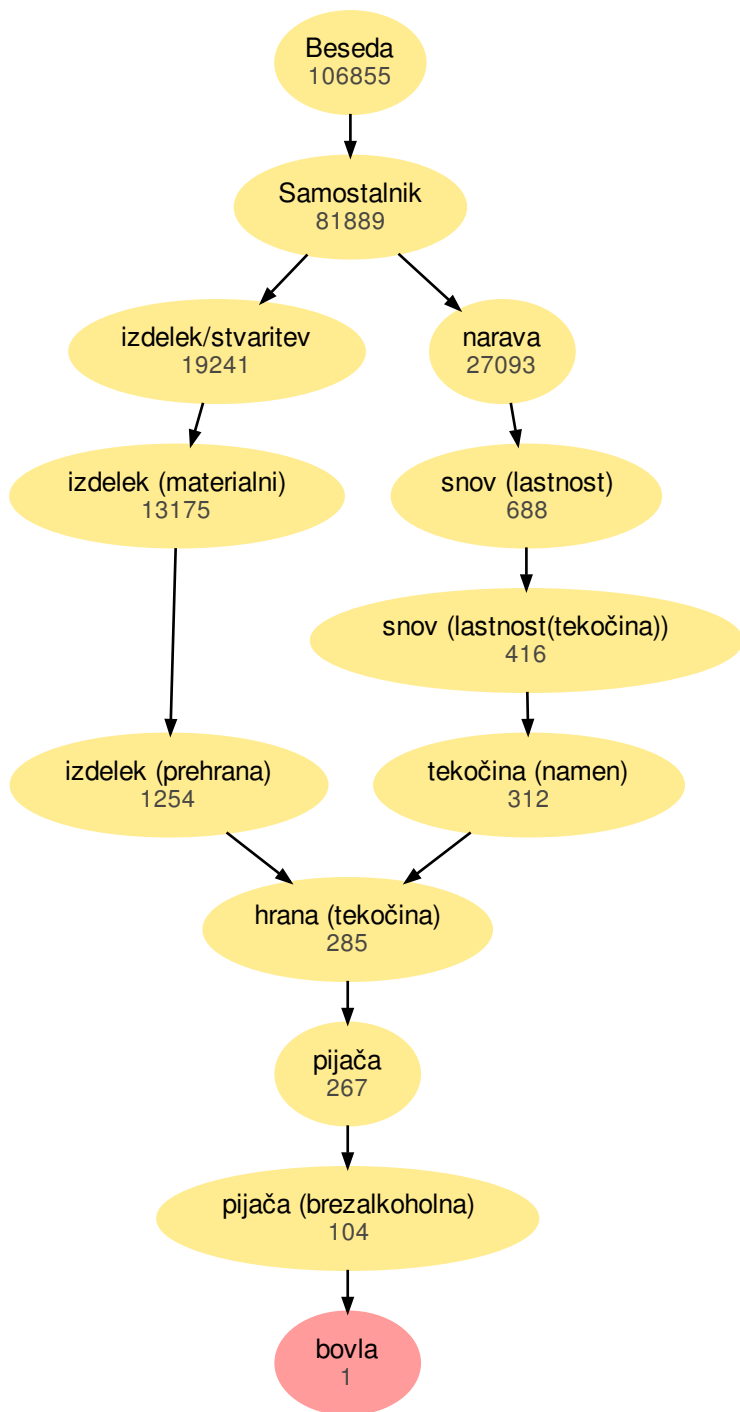 Beseda
106855
Samostalnik
81889
izdelek/stvaritev
19241
narava
27093
izdelek (materialni)
13175
snov (lastnost)
688
snov (lastnost(tekočina))
416
izdelek (prehrana)
1254
tekočina (namen)
312
hrana (tekočina)
285
pijača
267
pijača (brezalkoholna)
104
bovla
1